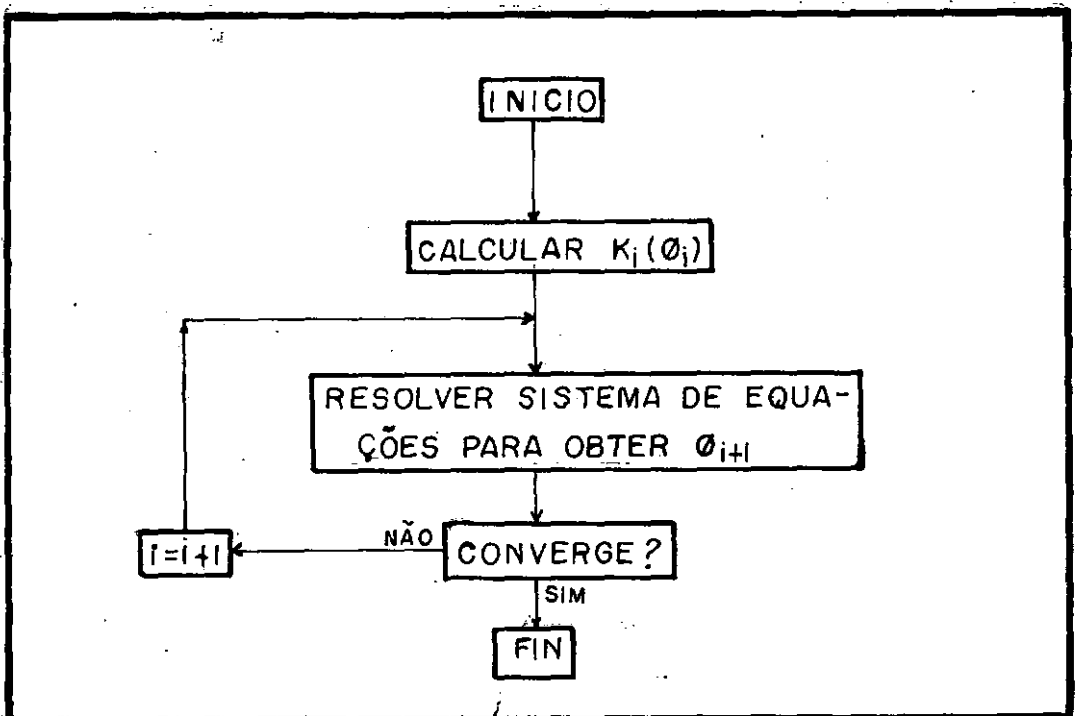 INICIO
CALCULAR Kᵢ(Øᵢ)
RESOLVER SISTEMA DE EQUA-
ÇÕES PARA OBTER Øᵢ₊₁
NÃO
CONVERGE?
i=i+1
SIM
FIN